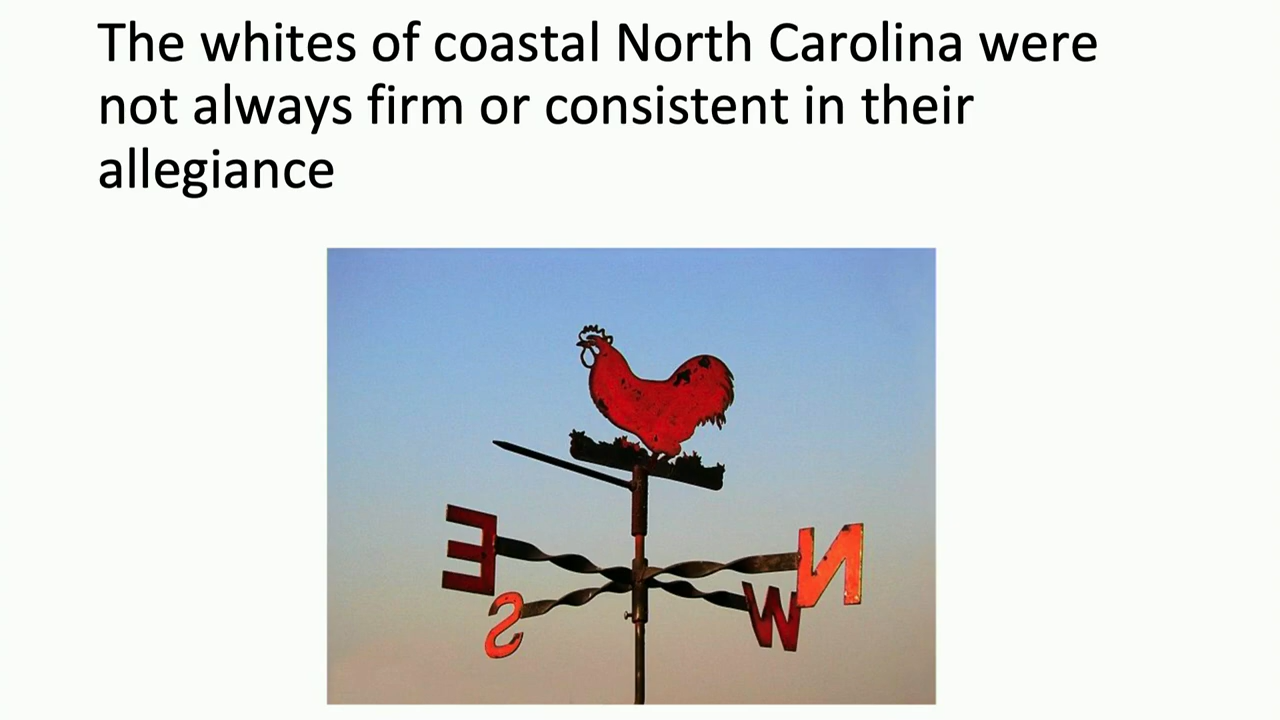 The whites of coastal North Carolina were
not always firm or consistent in their
allegiance
E
N
S
W